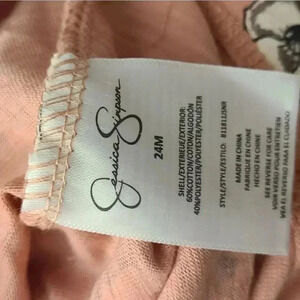 Jessica Simpson
24M
SHELL/EXTERIEUR/EXTERIOR:
60%COTTON/COTON/ALGODÓN
40%POLYESTER/POLYESTER/POLIÉSTER
STYLE/STYLE/ESTILO:
MADE IN CHINA
FABRIQUE EN CHINE
HECHO EN CHINA
SEE REVERSE FOR CARE
VOIR VERSO POUR ENTRETIEN
VEA EL REVERSO PARA EL CUIDADO